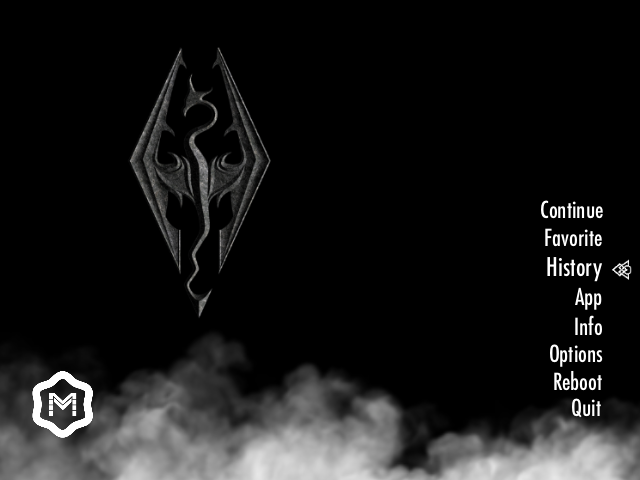 Continue
Favorite
History
App
Info
Options
Reboot
Quit
M